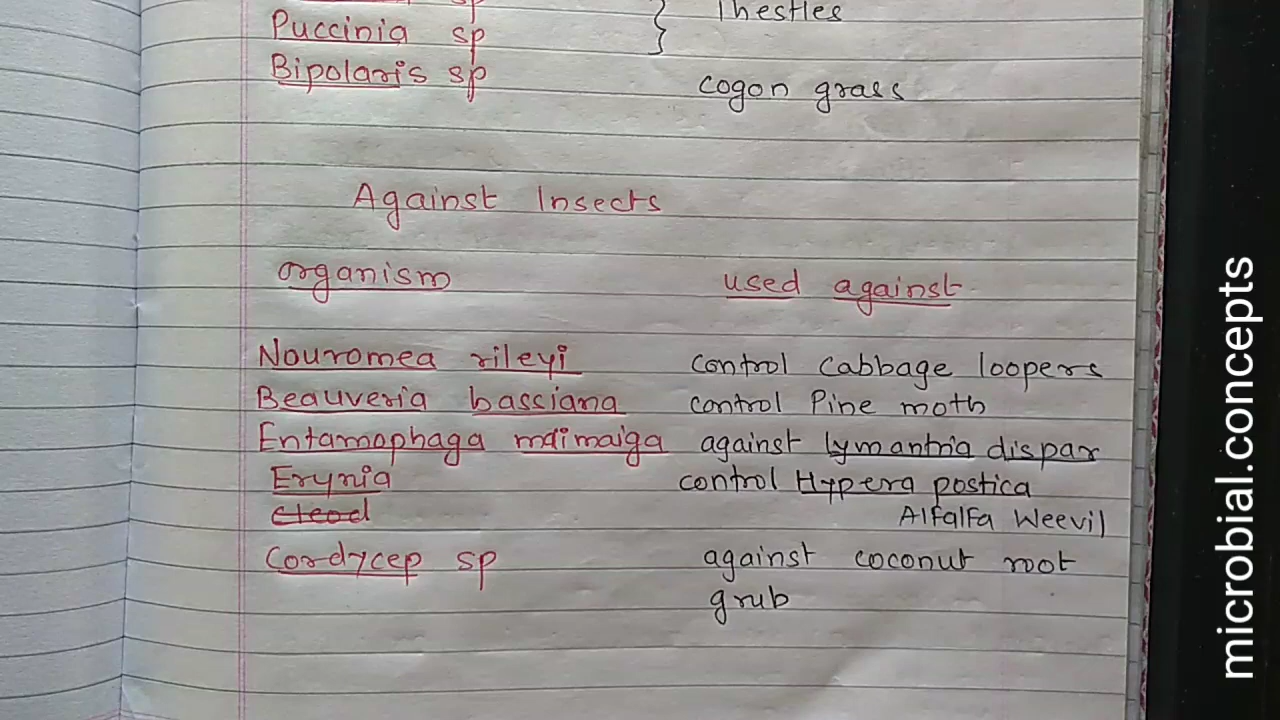 Puccinia sp } Thestles
Bipolaris sp cogon grass
Against Insects
organism used against
Nouromea rileyi control cabbage loopers
Beauveria bassiana control Pine moth
Entamophaga maimaiga against lymantria dispar
Erynia control Hypera postica
Alfalfa Weevil
Cordycep sp against coconut root
grub
microbial.concepts